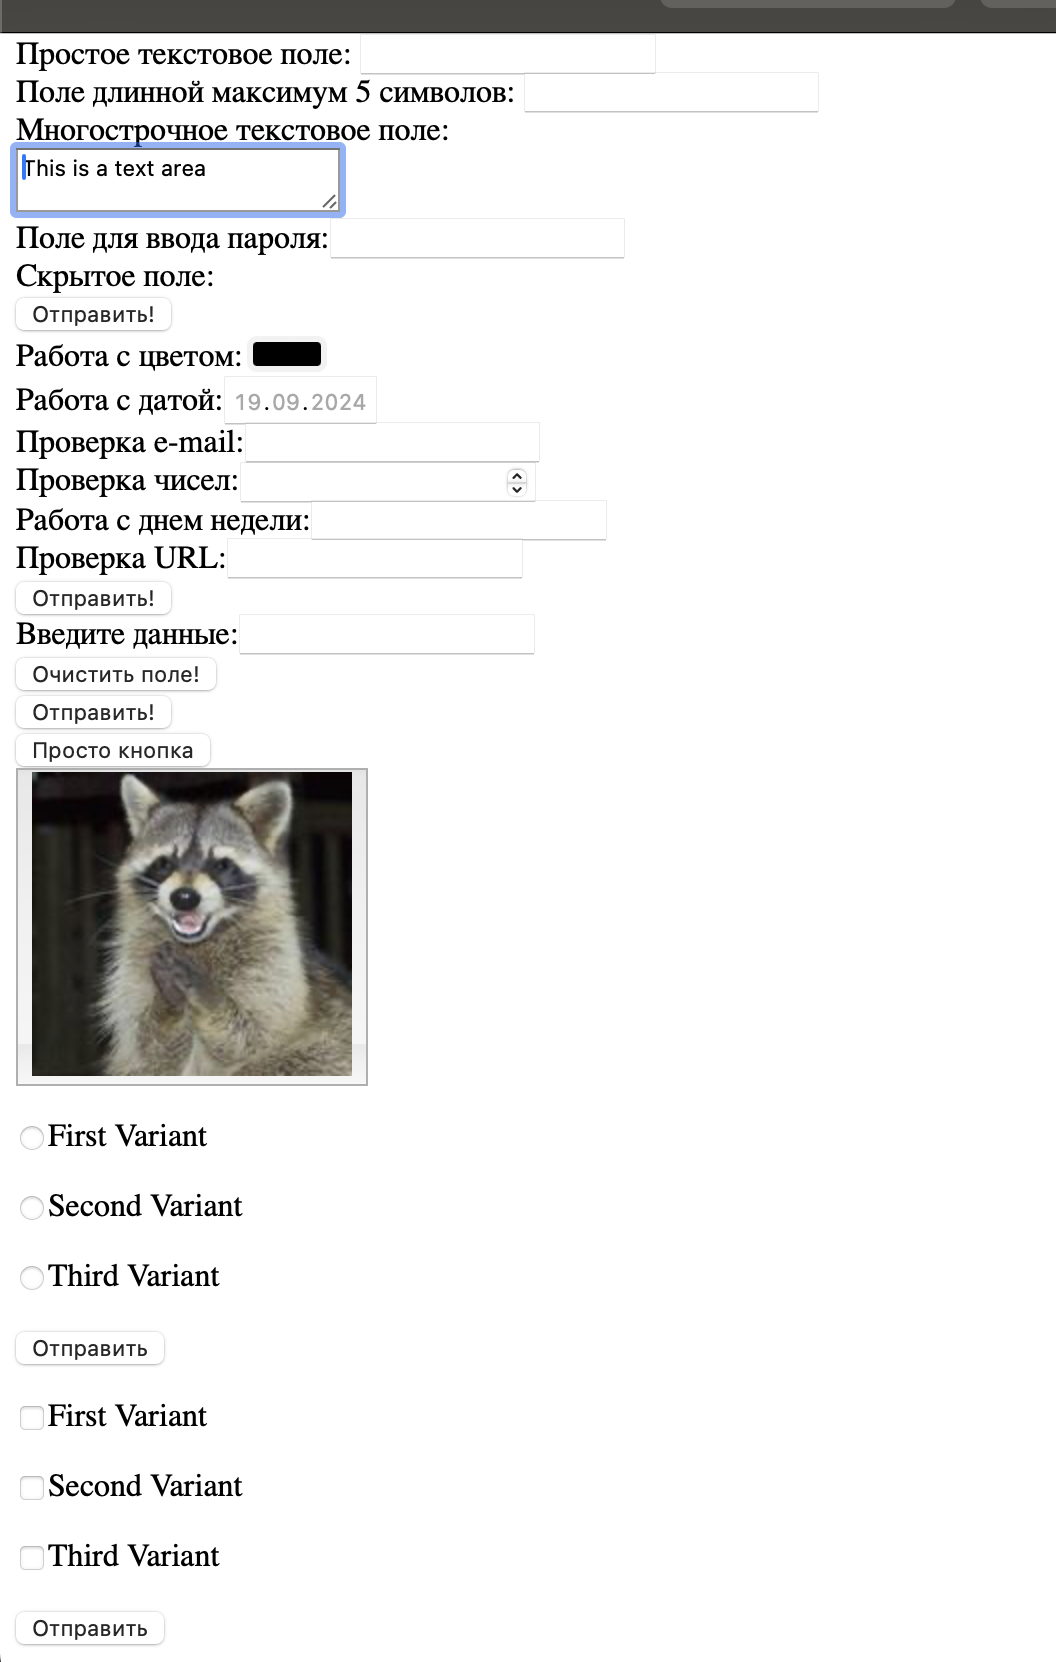 Простое текстовое поле:
Поле длинной максимум 5 символов:
Многострочное текстовое поле:
This is a text area
Поле для ввода пароля:
Скрытое поле:
Отправить!
Работа с цветом:
Работа с датой: 19.09.2024
Проверка e-mail:
Проверка чисел:
Работа с днем недели:
Проверка URL:
Отправить!
Введите данные:
Очистить поле!
Отправить!
Просто кнопка
First Variant
Second Variant
Third Variant
Отправить
First Variant
Second Variant
Third Variant
Отправить